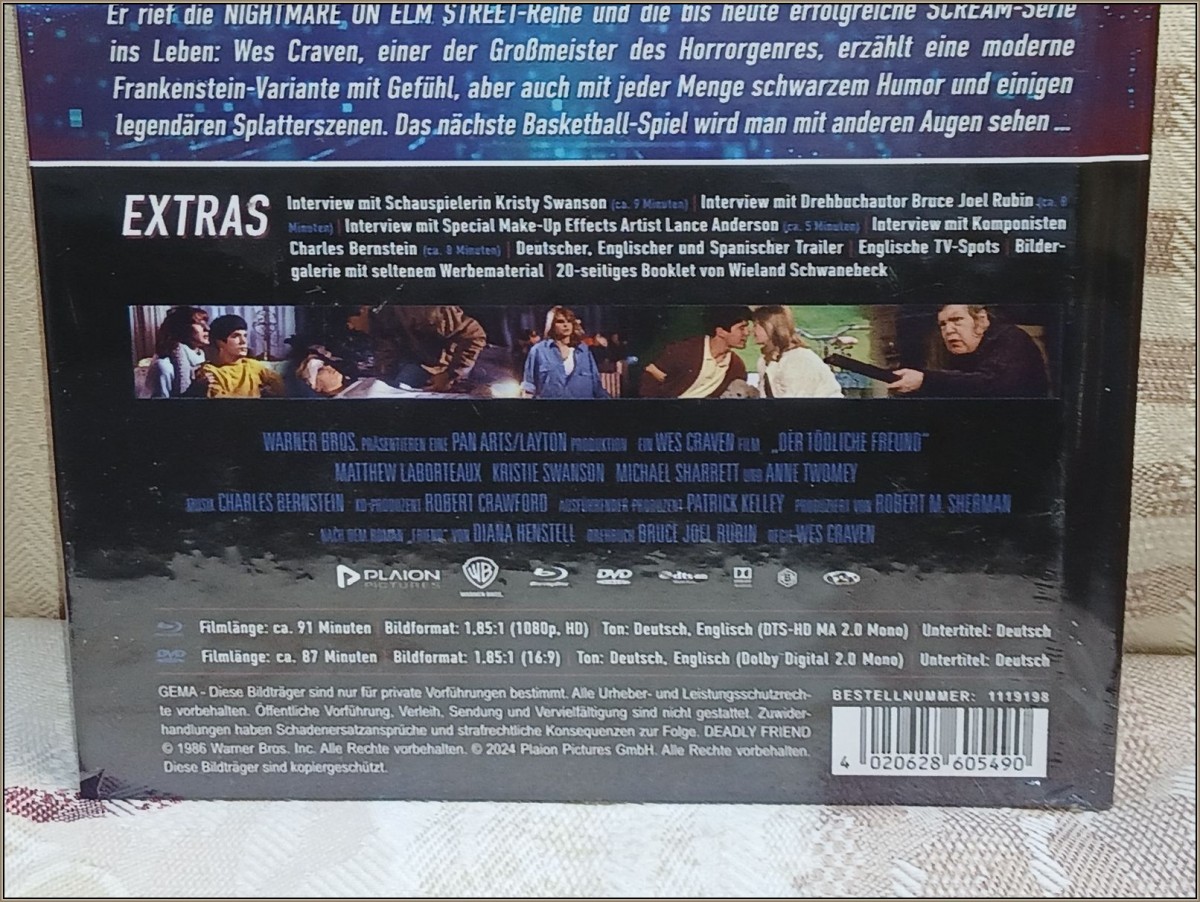 Er rief die NIGHTMARE ON ELM STREET-Reihe und die bis heute erfolgreiche SCREAM-Serie
ins Leben: Wes Craven, einer der Großmeister des Horrorgenres, erzählt eine moderne
Frankenstein-Variante mit Gefühl, aber auch mit jeder Menge schwarzem Humor und einigen
legendären Splatterszenen. Das nächste Basketball-Spiel wird man mit anderen Augen sehen ...
EXTRAS
Interview mit Schauspielerin Kristy Swanson (ca. 9 Minuten) | Interview mit Drehbuchautor Bruce Joel Rubin (ca. 8
Minuten) | Interview mit Special Make-Up Effects Artist Lance Anderson (ca. 5 Minuten) | Interview mit Komponisten
Charles Bernstein (ca. 8 Minuten) | Deutscher, Englischer und Spanischer Trailer | Englische TV-Spots | Bilder-
galerie mit seltenem Werbematerial | 20-seitiges Booklet von Wieland Schwanebeck
WARNER BROS. PRÄSENTIEREN EINE PAN ARTS/LAYTON PRODUKTION EIN WES CRAVEN FILM „DER TÖDLICHE FREUND"
MATTHEW LABORTEAUX KRISTIE SWANSON MICHAEL SHARRETT UND ANNE TWOMEY
MUSIK CHARLES BERNSTEIN KO-PRODUZENT ROBERT CRAWFORD AUSFÜHRENDER PRODUZENT PATRICK KELLEY PRODUZIERT VON ROBERT M. SHERMAN
NACH DEM ROMAN „FRIEND" VON DIANA HENSTELL DREHBUCH BRUCE JOEL RUBIN REGIE WES CRAVEN
PLAION PICTURES WB WARNER BROS. Blu-ray Disc DVD dts B
Filmlänge: ca. 91 Minuten Bildformat: 1,85:1 (1080p, HD) Ton: Deutsch, Englisch (DTS-HD MA 2.0 Mono) Untertitel: Deutsch
DVD Filmlänge: ca. 87 Minuten Bildformat: 1.85:1 (16:9) Ton: Deutsch, Englisch (Dolby Digital 2.0 Mono) Untertitel: Deutsch
GEMA - Diese Bildträger sind nur für private Vorführungen bestimmt. Alle Urheber- und Leistungsschutzrech-
te vorbehalten. Öffentliche Vorführung, Verleih, Sendung und Vervielfältigung sind nicht gestattet. Zuwider-
handlungen haben Schadenersatzansprüche und strafrechtliche Konsequenzen zur Folge. DEADLY FRIEND
© 1986 Warner Bros. Inc. Alle Rechte vorbehalten. © 2024 Plaion Pictures GmbH. Alle Rechte vorbehalten.
Diese Bildträger sind kopiergeschützt.
BESTELLNUMMER: 1119198
4 020628 605490